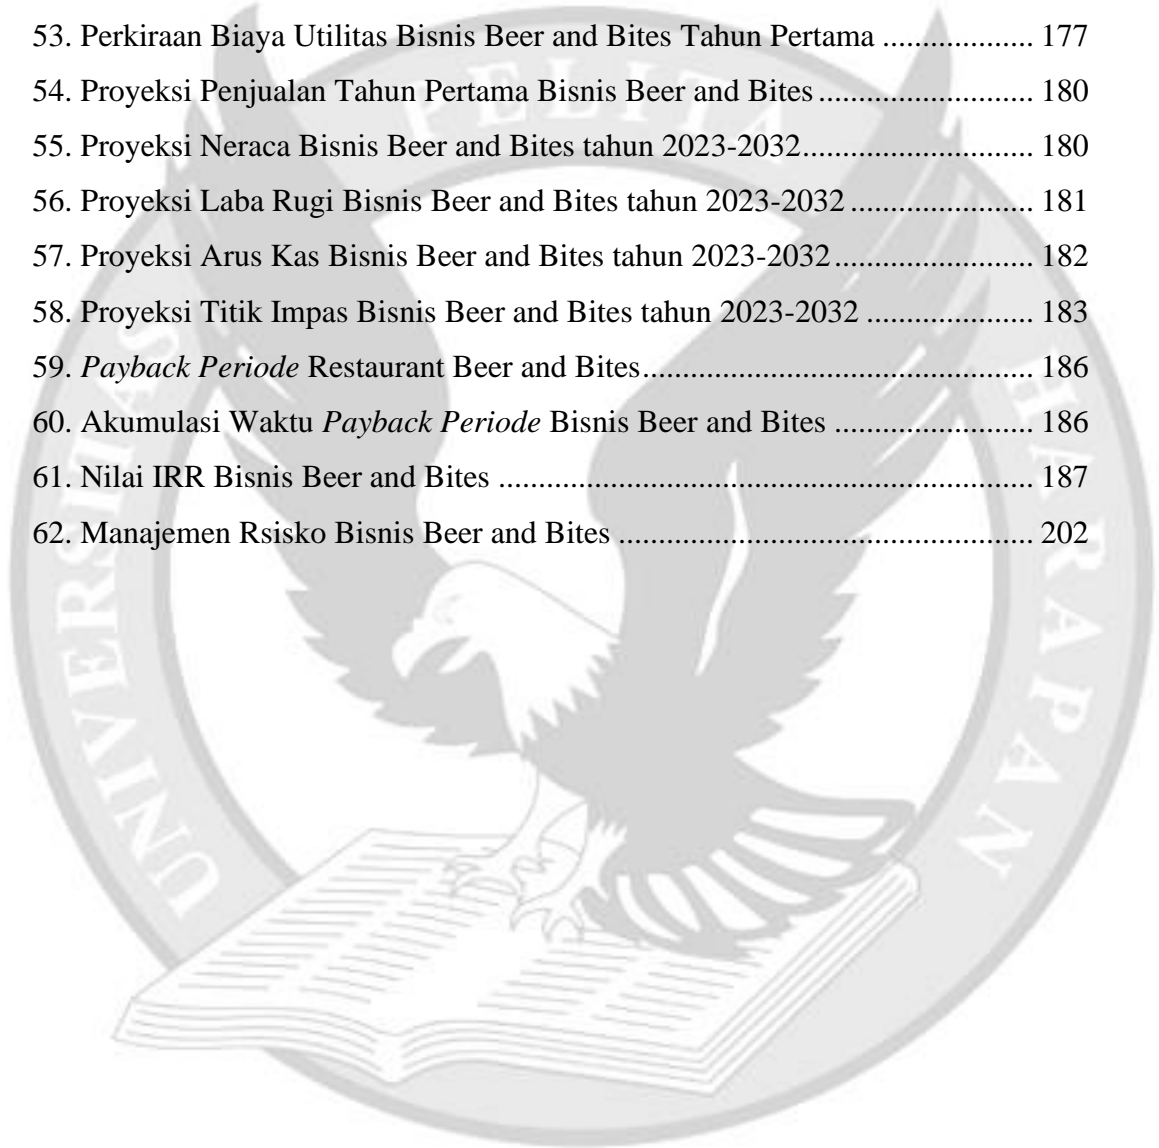 53. Perkiraan Biaya Utilitas Bisnis Beer and Bites Tahun Pertama ................... 177
54. Proyeksi Penjualan Tahun Pertama Bisnis Beer and Bites ........................... 180
55. Proyeksi Neraca Bisnis Beer and Bites tahun 2023-2032............................. 180
56. Proyeksi Laba Rugi Bisnis Beer and Bites tahun 2023-2032 ....................... 181
57. Proyeksi Arus Kas Bisnis Beer and Bites tahun 2023-2032......................... 182
58. Proyeksi Titik Impas Bisnis Beer and Bites tahun 2023-2032 ..................... 183
59. Payback Periode Restaurant Beer and Bites................................................. 186
60. Akumulasi Waktu Payback Periode Bisnis Beer and Bites ......................... 186
61. Nilai IRR Bisnis Beer and Bites ................................................................... 187
62. Manajemen Rsisko Bisnis Beer and Bites .................................................... 202
UNIVERSITAS PELITA HARAPAN